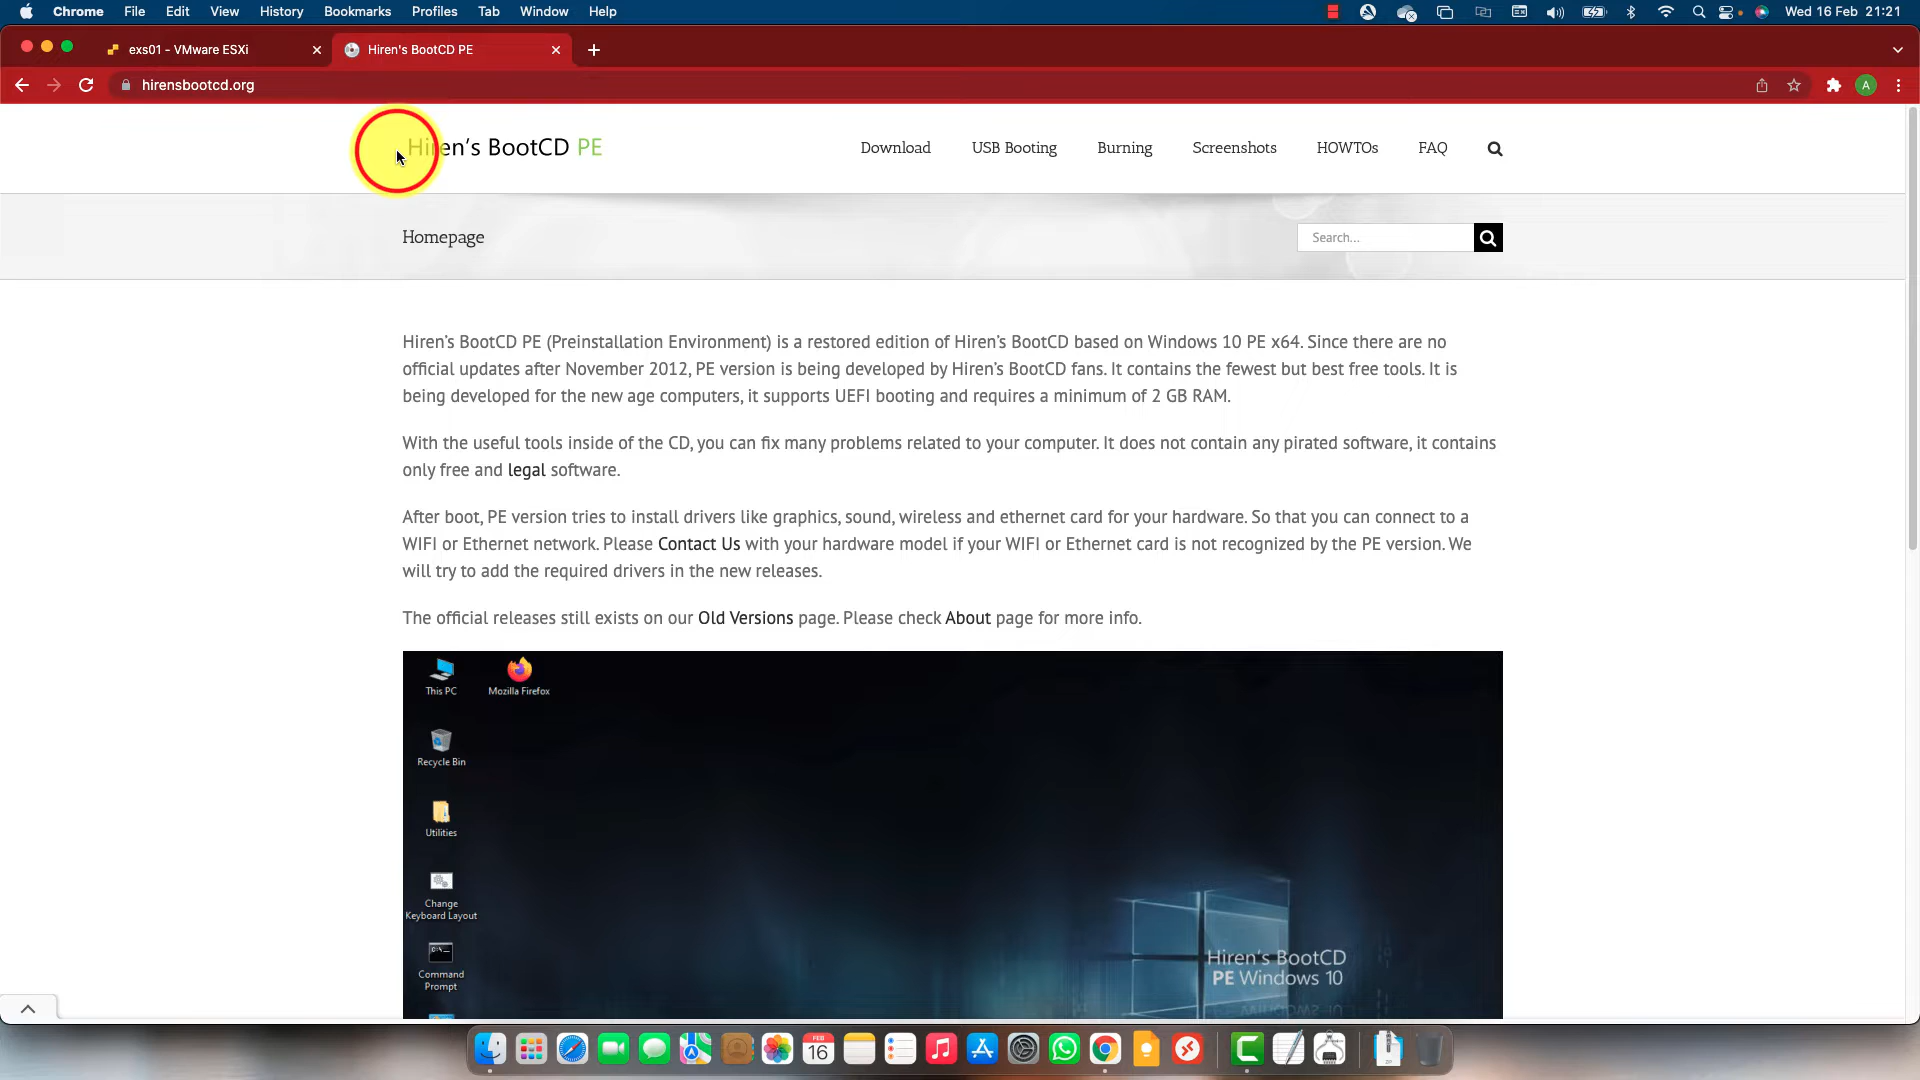 Chrome File Edit View History Bookmarks Profiles Tab Window Help Wed 16 Feb 21:21
exs01 - VMware ESXi Hiren's BootCD PE
hirensbootcd.org A
Hiren's BootCD PE Download USB Booting Burning Screenshots HOWTOs FAQ
Homepage Search...
Hiren's BootCD PE (Preinstallation Environment) is a restored edition of Hiren's BootCD based on Windows 10 PE x64. Since there are no
official updates after November 2012, PE version is being developed by Hiren's BootCD fans. It contains the fewest but best free tools. It is
being developed for the new age computers, it supports UEFI booting and requires a minimum of 2 GB RAM.
With the useful tools inside of the CD, you can fix many problems related to your computer. It does not contain any pirated software, it contains
only free and legal software.
After boot, PE version tries to install drivers like graphics, sound, wireless and ethernet card for your hardware. So that you can connect to a
WIFI or Ethernet network. Please Contact Us with your hardware model if your WIFI or Ethernet card is not recognized by the PE version. We
will try to add the required drivers in the new releases.
The official releases still exists on our Old Versions page. Please check About page for more info.
This PC Mozilla Firefox
Recycle Bin
Utilities
Change
Keyboard Layout
Command
Prompt
Hiren's BootCD
PE Windows 10
FEB
16